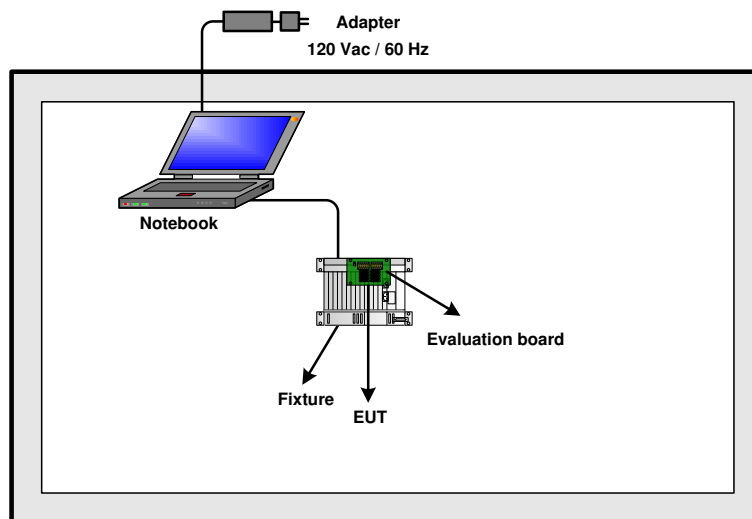 Adapter
120 Vac / 60 Hz
Notebook
Evaluation board
Fixture
EUT